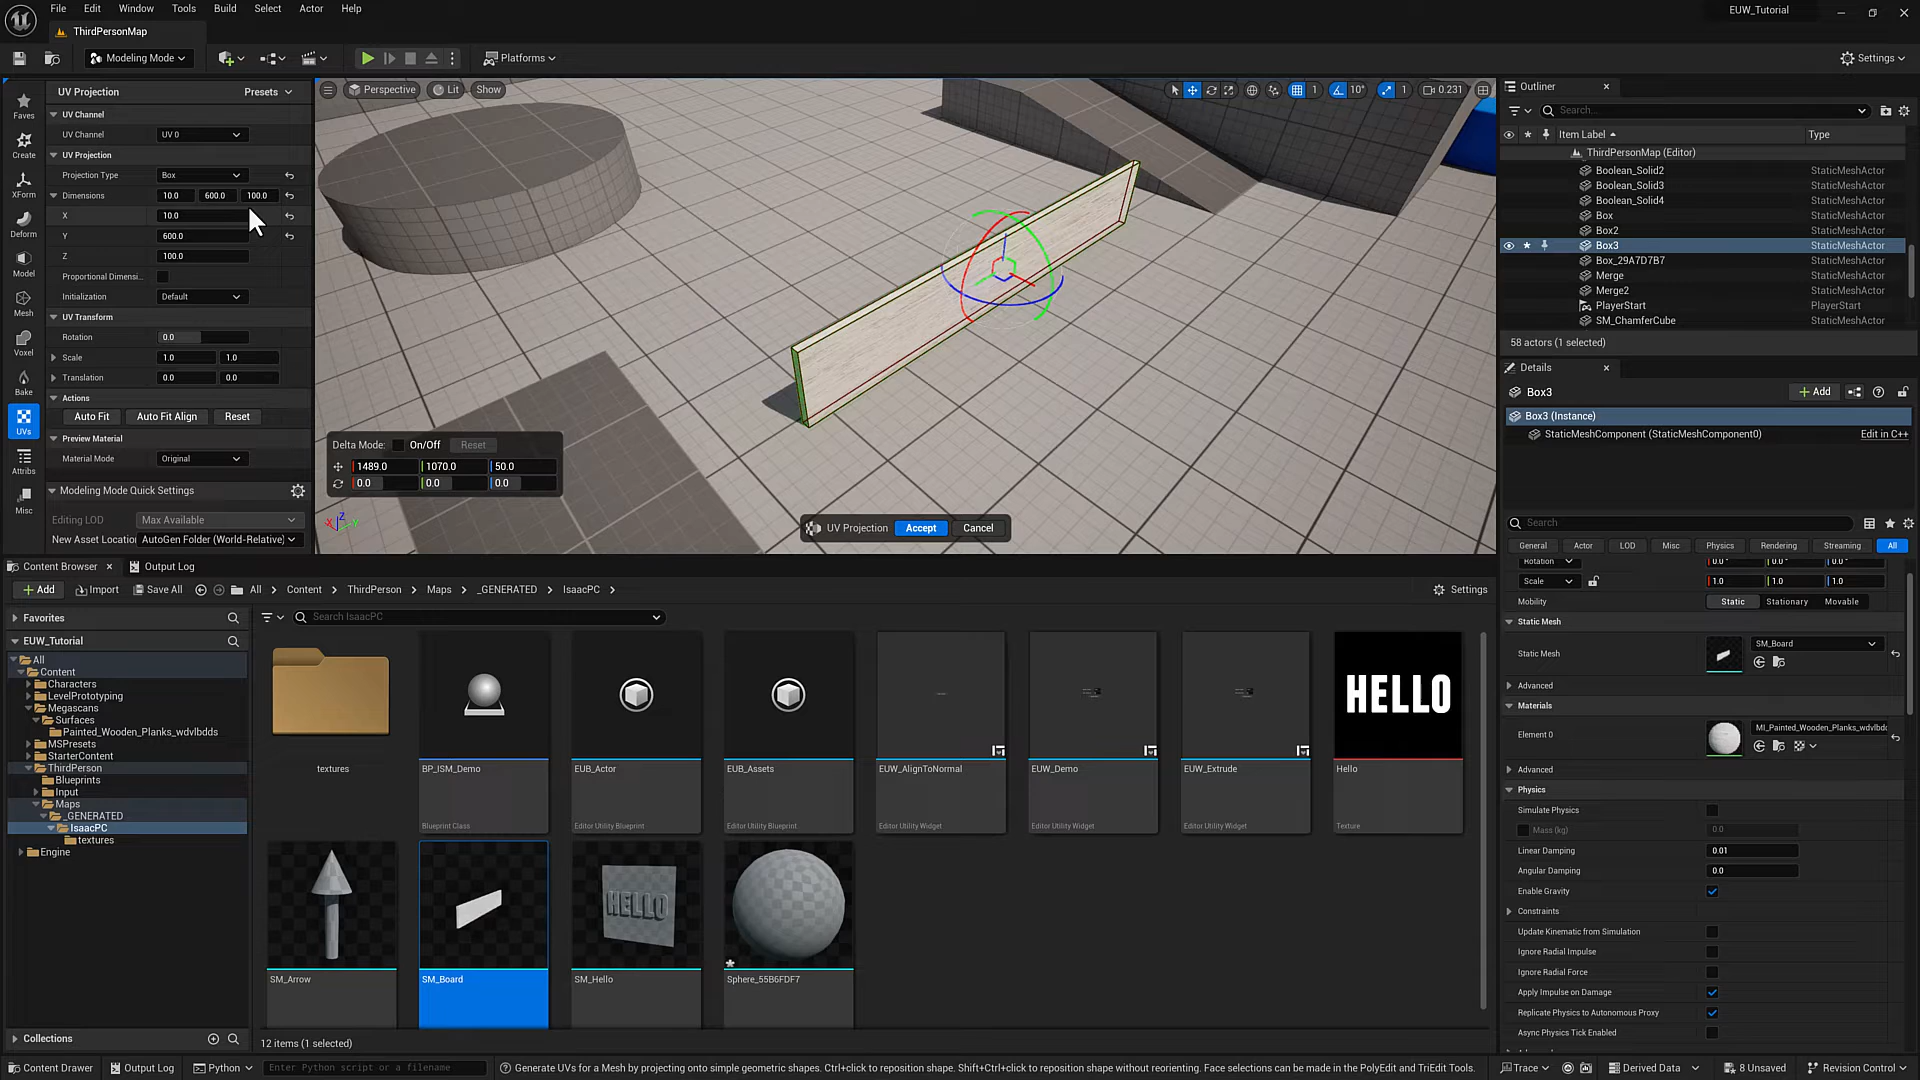 File Edit Window Tools Build Select Actor Help
EUW_Tutorial
ThirdPersonMap
Modeling Mode
Platforms
Settings
UV Projection
Presets
Faves
Create
XForm
Deform
Model
Mesh
Voxel
Bake
UVs
Attribs
Misc
UV Channel
UV Channel UV 0
UV Projection
Projection Type Box
Dimensions 10.0 600.0 100.0
X 10.0
Y 600.0
Z 100.0
Proportional Dimensi...
Initialization Default
UV Transform
Rotation 0.0
Scale 1.0 1.0
Translation 0.0 0.0
Actions
Auto Fit Auto Fit Align Reset
Preview Material
Material Mode Original
Modeling Mode Quick Settings
Editing LOD Max Available
New Asset Locatio AutoGen Folder (World-Relative)
Perspective Lit Show
1 10° 1 0.231
Delta Mode: On/Off Reset
1489.0 1070.0 50.0
0.0 0.0 0.0
X Z Y
UV Projection Accept Cancel
Outliner
Search...
Item Label Type
ThirdPersonMap (Editor)
Boolean_Solid2 StaticMeshActor
Boolean_Solid3 StaticMeshActor
Boolean_Solid4 StaticMeshActor
Box StaticMeshActor
Box2 StaticMeshActor
Box3 StaticMeshActor
Box_29A7D7B7 StaticMeshActor
Merge StaticMeshActor
Merge2 StaticMeshActor
PlayerStart PlayerStart
SM_ChamferCube StaticMeshActor
58 actors (1 selected)
Details
Box3
Add
Box3 (Instance)
StaticMeshComponent (StaticMeshComponent0) Edit in C++
Search
General Actor LOD Misc Physics Rendering Streaming All
Rotation 0.0° 0.0° 0.0°
Scale 1.0 1.0 1.0
Mobility Static Stationary Movable
Static Mesh
Static Mesh SM_Board
Advanced
Materials
Element 0 MI_Painted_Wooden_Planks_wdvlbdds
Advanced
Physics
Simulate Physics
Mass (kg) 0.0
Linear Damping 0.01
Angular Damping 0.0
Enable Gravity
Constraints
Update Kinematic from Simulation
Ignore Radial Impulse
Ignore Radial Force
Apply Impulse on Damage
Replicate Physics to Autonomous Proxy
Async Physics Tick Enabled
Content Browser
Output Log
Add Import Save All All Content ThirdPerson Maps _GENERATED IsaacPC Settings
Favorites
EUW_Tutorial
All
Content
Characters
LevelPrototyping
Megascans
Surfaces
Painted_Wooden_Planks_wdvlbdds
MSPresets
StarterContent
ThirdPerson
Blueprints
Input
Maps
_GENERATED
IsaacPC
textures
Engine
Collections
Search IsaacPC
HELLO
textures
BP_ISM_Demo
Blueprint Class
EUB_Actor
Editor Utility Blueprint
EUB_Assets
Editor Utility Blueprint
EUW_AlignToNormal
Editor Utility Widget
EUW_Demo
Editor Utility Widget
EUW_Extrude
Editor Utility Widget
Hello
Texture
HELLO
SM_Arrow
SM_Board
SM_Hello
Sphere_55B6FDF7
12 items (1 selected)
Content Drawer Output Log Python Enter Python script or a filename
Generate UVs for a Mesh by projecting onto simple geometric shapes. Ctrl+click to reposition shape. Shift+Ctrl+click to reposition shape without reorienting. Face selections can be made in the PolyEdit and TriEdit Tools.
Trace Derived Data 8 Unsaved Revision Control